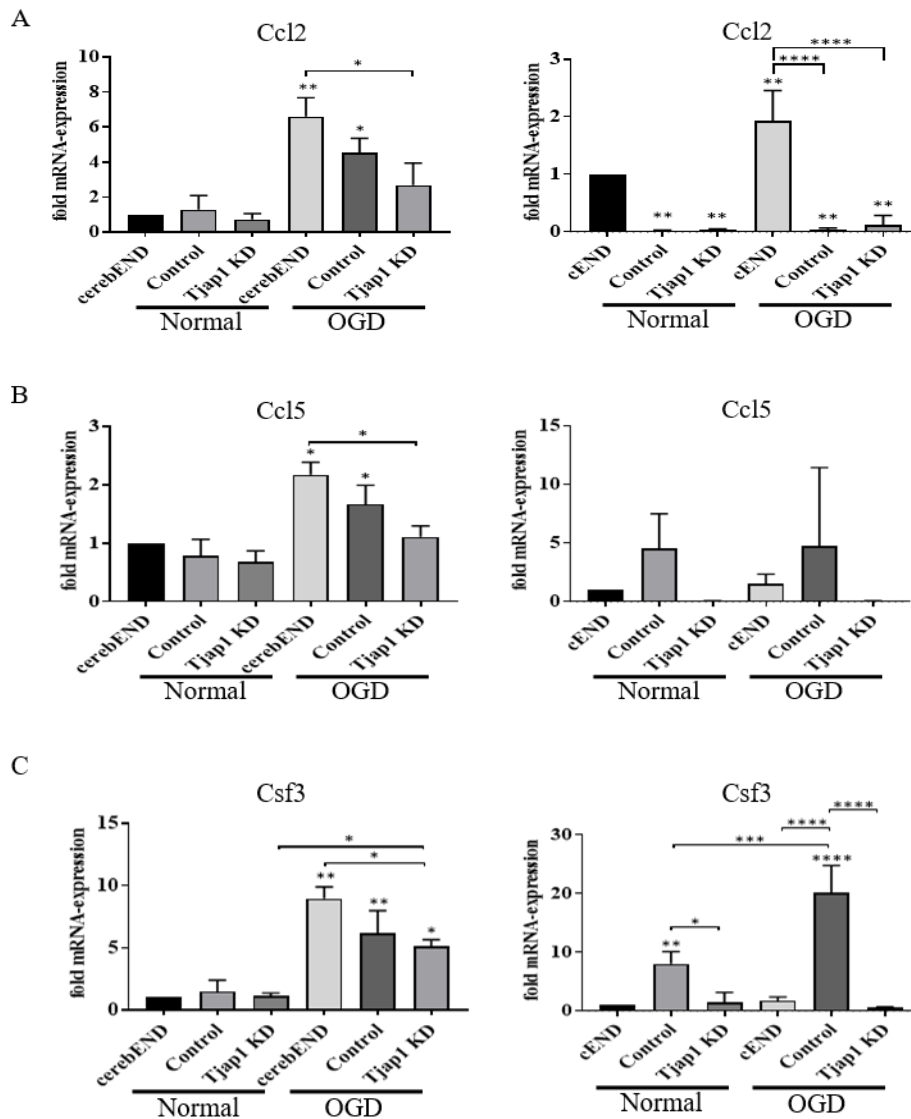 A
Ccl2
fold mRNA-expression
10
8
6
4
2
0
**
*
*
cerebEND
Control
Tjap1 KD
cerebEND
Control
Tjap1 KD
Normal
OGD
Ccl2
fold mRNA-expression
3
2
1
0
****
****
**
**
**
**
**
cEND
Control
Tjap1 KD
cEND
Control
Tjap1 KD
Normal
OGD
B
Ccl5
fold mRNA-expression
3
2
1
0
*
*
*
cerebEND
Control
Tjap1 KD
cerebEND
Control
Tjap1 KD
Normal
OGD
Ccl5
fold mRNA-expression
15
10
5
0
cEND
Control
Tjap1 KD
cEND
Control
Tjap1 KD
Normal
OGD
C
Csf3
fold mRNA-expression
15
10
5
0
*
*
**
**
*
cerebEND
Control
Tjap1 KD
cerebEND
Control
Tjap1 KD
Normal
OGD
Csf3
fold mRNA-expression
30
20
10
0
****
****
***
****
*
**
cEND
Control
Tjap1 KD
cEND
Control
Tjap1 KD
Normal
OGD